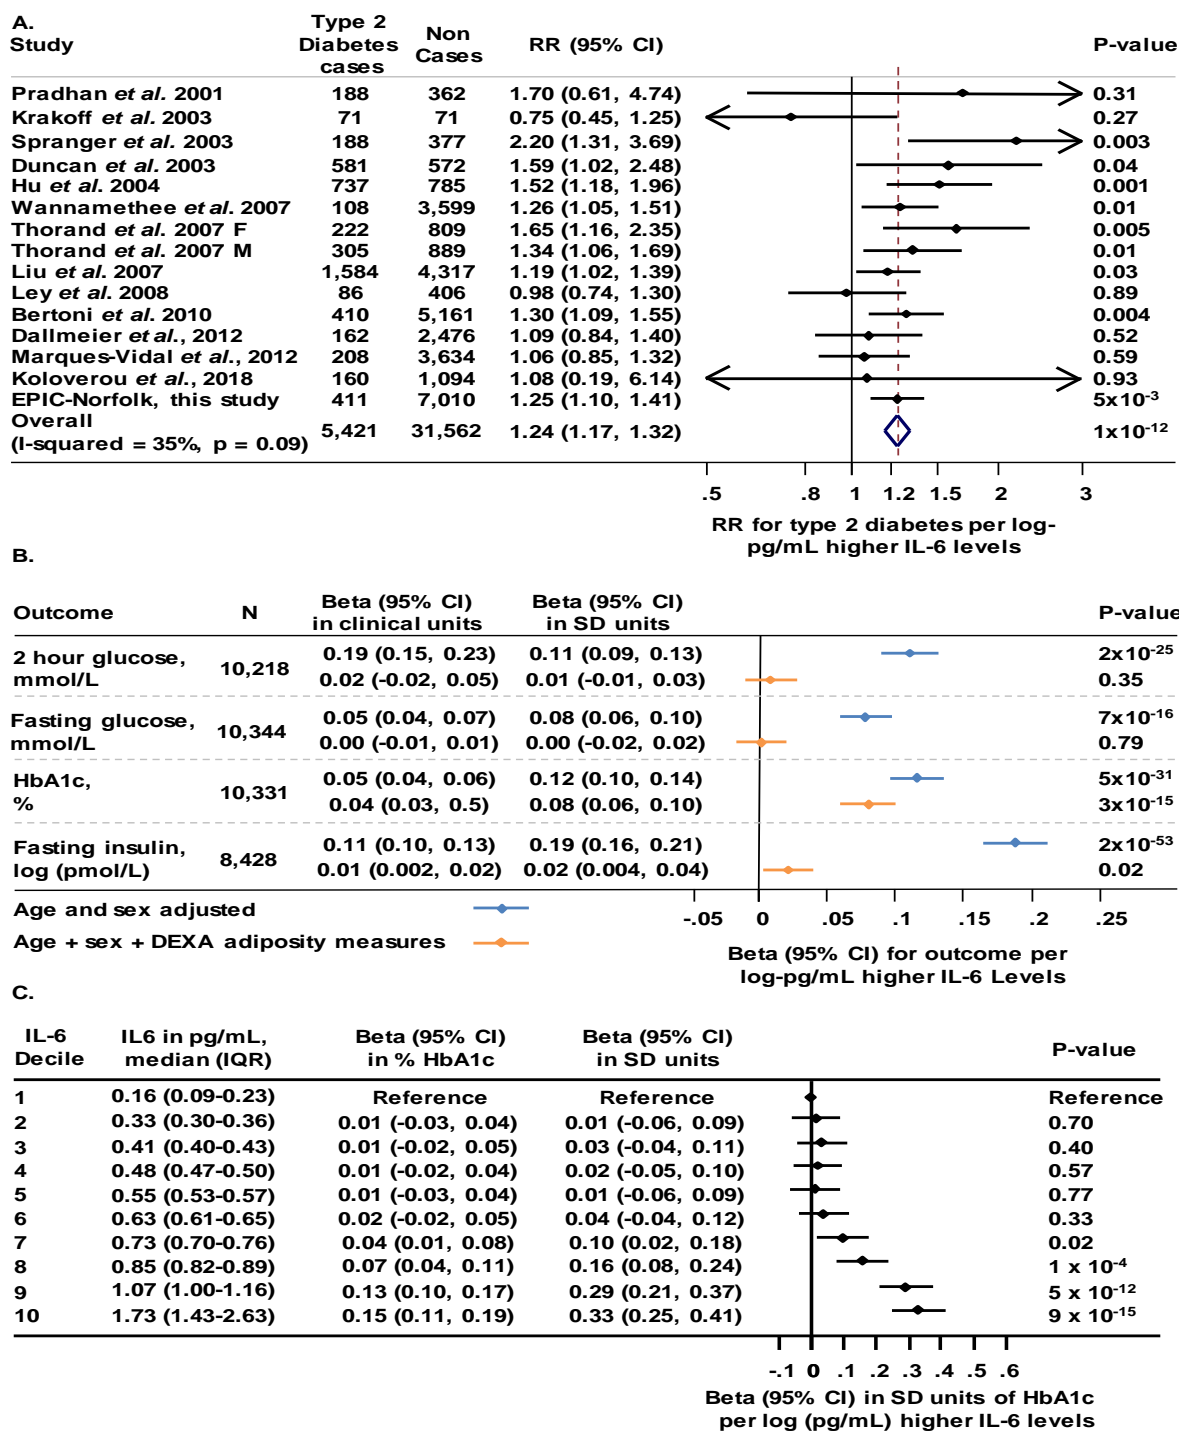 A.
Study Type 2 Diabetes cases Non Cases RR (95% CI) P-value
Pradhan et al. 2001 188 362 1.70 (0.61, 4.74) 0.31
Krakoff et al. 2003 71 71 0.75 (0.45, 1.25) 0.27
Spranger et al. 2003 188 377 2.20 (1.31, 3.69) 0.003
Duncan et al. 2003 581 572 1.59 (1.02, 2.48) 0.04
Hu et al. 2004 737 785 1.52 (1.18, 1.96) 0.001
Wannamethee et al. 2007 108 3,599 1.26 (1.05, 1.51) 0.01
Thorand et al. 2007 F 222 809 1.65 (1.16, 2.35) 0.005
Thorand et al. 2007 M 305 889 1.34 (1.06, 1.69) 0.01
Liu et al. 2007 1,584 4,317 1.19 (1.02, 1.39) 0.03
Ley et al. 2008 86 406 0.98 (0.74, 1.30) 0.89
Bertoni et al. 2010 410 5,161 1.30 (1.09, 1.55) 0.004
Dallmeier et al., 2012 162 2,476 1.09 (0.84, 1.40) 0.52
Marques-Vidal et al., 2012 208 3,634 1.06 (0.85, 1.32) 0.59
Koloverou et al., 2018 160 1,094 1.08 (0.19, 6.14) 0.93
EPIC-Norfolk, this study 411 7,010 1.25 (1.10, 1.41) 5x10-3
Overall
(I-squared = 35%, p = 0.09) 5,421 31,562 1.24 (1.17, 1.32) 1x10-12
.5 .8 1 1.2 1.5 2 3
RR for type 2 diabetes per log-
pg/mL higher IL-6 levels
B.
Outcome N Beta (95% CI) in clinical units Beta (95% CI) in SD units P-value
2 hour glucose, 0.19 (0.15, 0.23) 0.11 (0.09, 0.13) 2x10-25
mmol/L 10,218 0.02 (-0.02, 0.05) 0.01 (-0.01, 0.03) 0.35
Fasting glucose, 0.05 (0.04, 0.07) 0.08 (0.06, 0.10) 7x10-16
mmol/L 10,344 0.00 (-0.01, 0.01) 0.00 (-0.02, 0.02) 0.79
HbA1c, 0.05 (0.04, 0.06) 0.12 (0.10, 0.14) 5x10-31
% 10,331 0.04 (0.03, 0.5) 0.08 (0.06, 0.10) 3x10-15
Fasting insulin, 0.11 (0.10, 0.13) 0.19 (0.16, 0.21) 2x10-53
log (pmol/L) 8,428 0.01 (0.002, 0.02) 0.02 (0.004, 0.04) 0.02
-.05 0 .05 .1 .15 .2 .25
Age and sex adjusted
Age + sex + DEXA adiposity measures
Beta (95% CI) for outcome per
log-pg/mL higher IL-6 Levels
C.
IL-6 Decile IL6 in pg/mL, median (IQR) Beta (95% CI) in % HbA1c Beta (95% CI) in SD units P-value
1 0.16 (0.09-0.23) Reference Reference Reference
2 0.33 (0.30-0.36) 0.01 (-0.03, 0.04) 0.01 (-0.06, 0.09) 0.70
3 0.41 (0.40-0.43) 0.01 (-0.02, 0.05) 0.03 (-0.04, 0.11) 0.40
4 0.48 (0.47-0.50) 0.01 (-0.02, 0.04) 0.02 (-0.05, 0.10) 0.57
5 0.55 (0.53-0.57) 0.01 (-0.03, 0.04) 0.01 (-0.06, 0.09) 0.77
6 0.63 (0.61-0.65) 0.02 (-0.02, 0.05) 0.04 (-0.04, 0.12) 0.33
7 0.73 (0.70-0.76) 0.04 (0.01, 0.08) 0.10 (0.02, 0.18) 0.02
8 0.85 (0.82-0.89) 0.07 (0.04, 0.11) 0.16 (0.08, 0.24) 1 x 10-4
9 1.07 (1.00-1.16) 0.13 (0.10, 0.17) 0.29 (0.21, 0.37) 5 x 10-12
10 1.73 (1.43-2.63) 0.15 (0.11, 0.19) 0.33 (0.25, 0.41) 9 x 10-15
-.1 0 .1 .2 .3 .4 .5 .6
Beta (95% CI) in SD units of HbA1c
per log (pg/mL) higher IL-6 levels